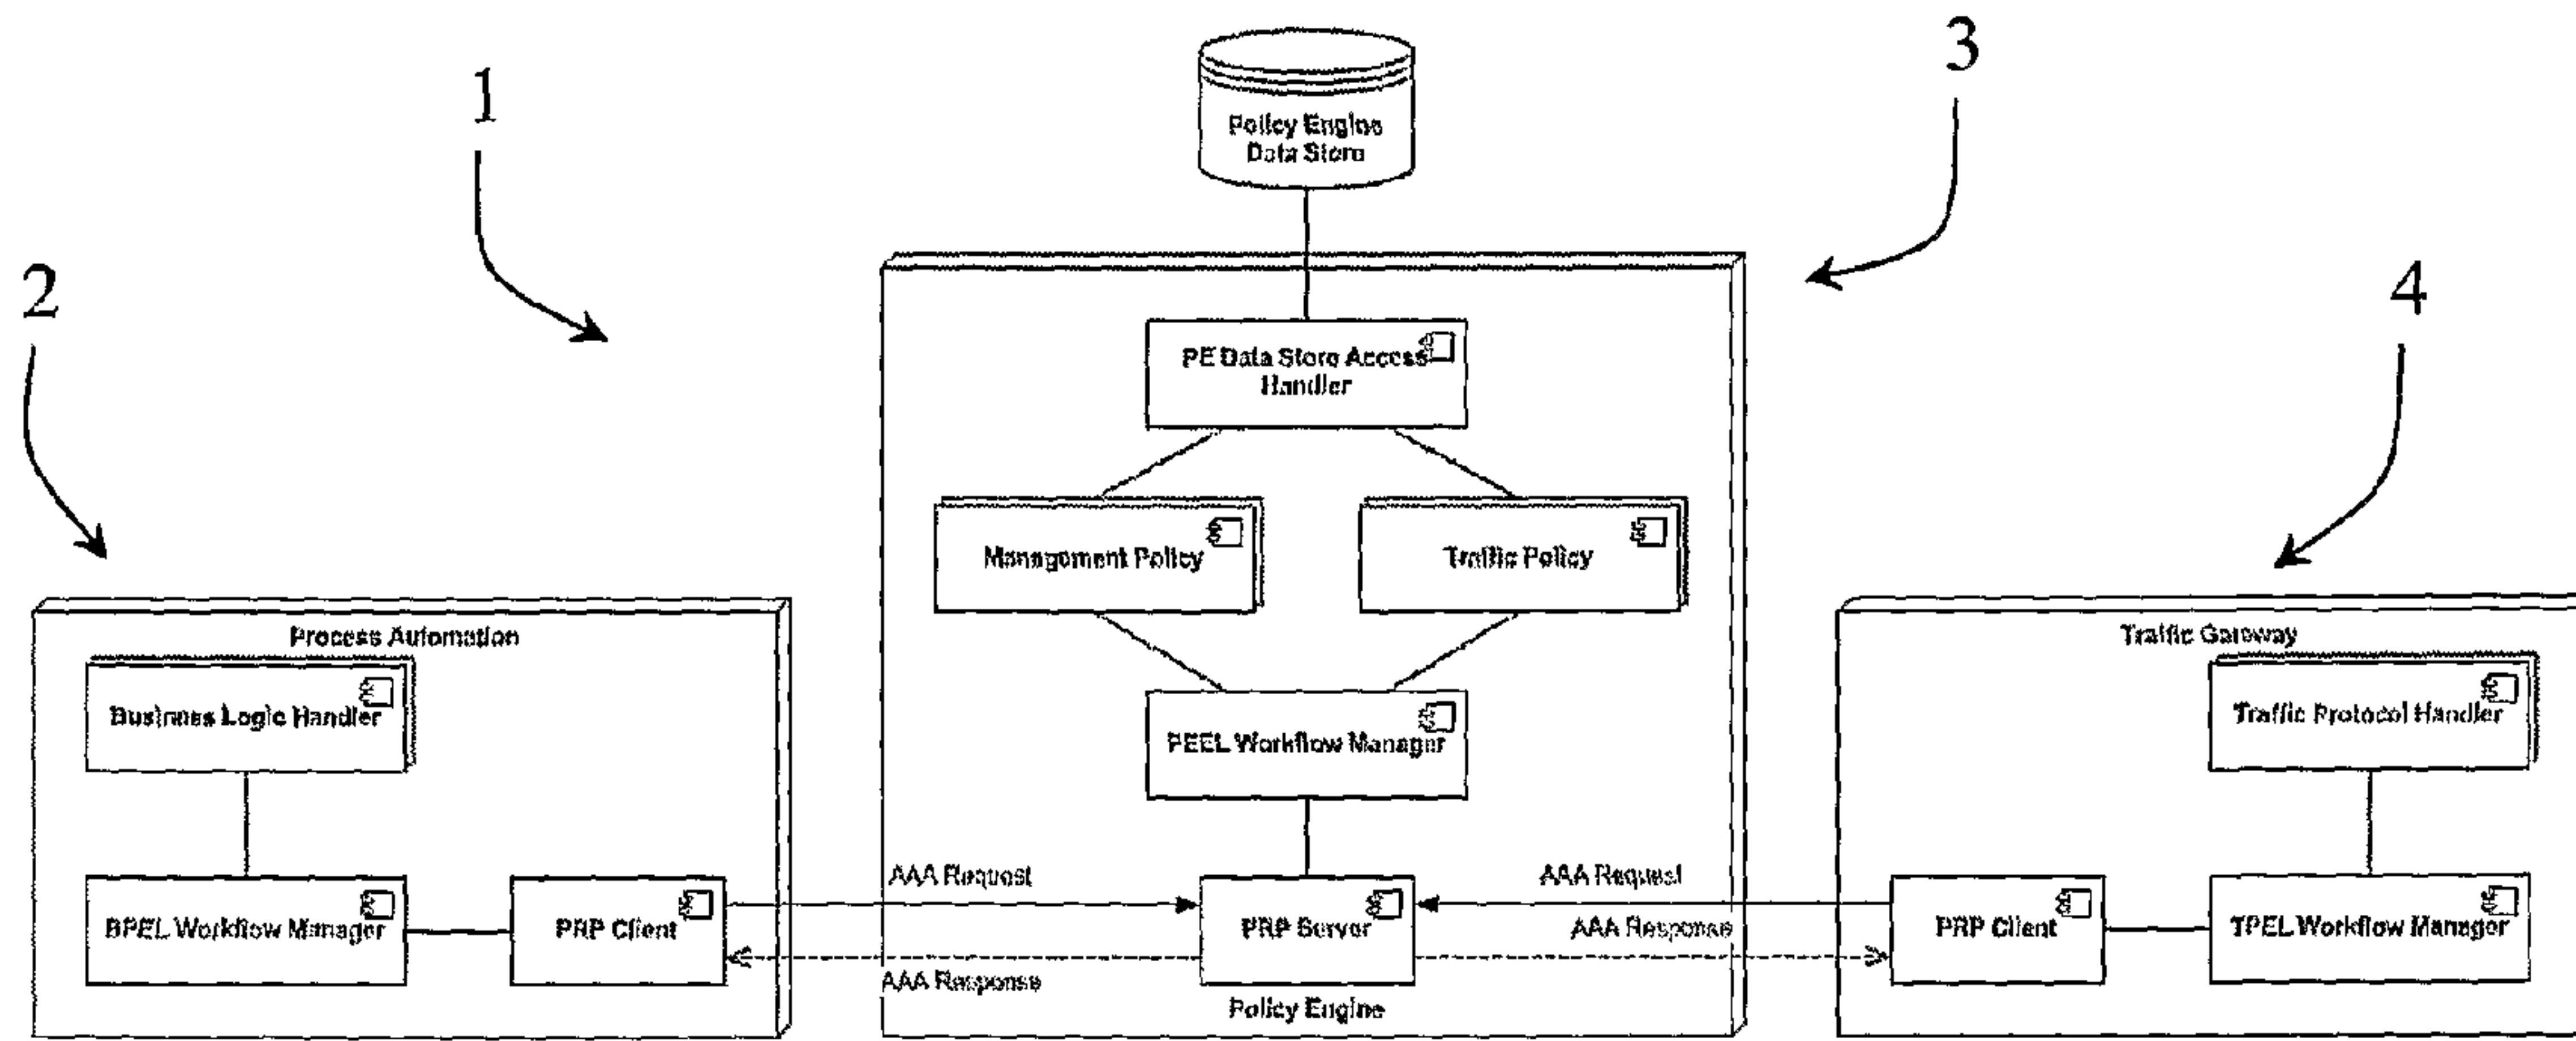 1
3
Policy Engine
Data Store
2
4
PE Data Store Access
Handler
Management Policy
Traffic Policy
Process Automation
Traffic Gateway
Business Logic Handler
Traffic Protocol Handler
PEEL Workflow Manager
AAA Request
AAA Request
BPEL Workflow Manager
PRP Client
PRP Server
AAA Response
PRP Client
TPEL Workflow Manager
AAA Response
Policy Engine